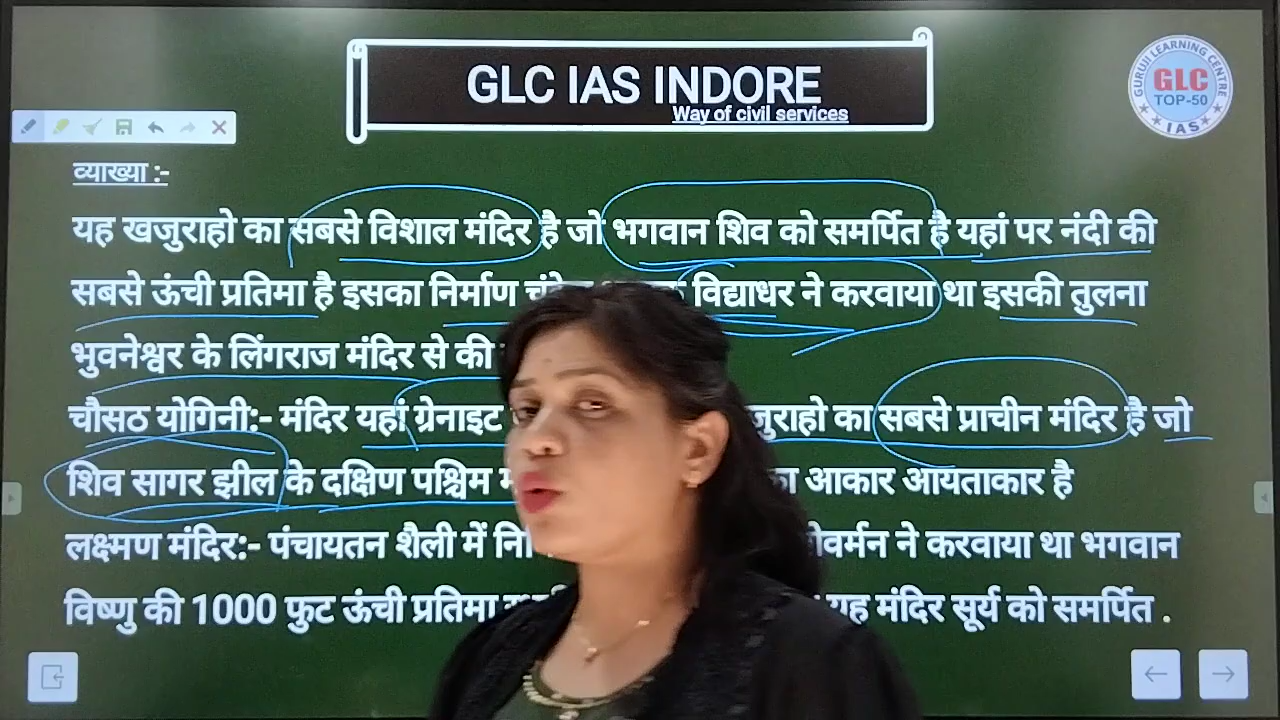 GLC IAS INDORE
Way of civil services
GURUJI LEARNING CENTRE
GLC
TOP-50
IAS
व्याख्या :-
यह खजुराहो का सबसे विशाल मंदिर है जो भगवान शिव को समर्पित है यहां पर नंदी की
सबसे ऊंची प्रतिमा है इसका निर्माण विद्याधर ने करवाया था इसकी तुलना
भुवनेश्वर के लिंगराज मंदिर से की
चौसठ योगिनी:- मंदिर यहां ग्रेनाइट का सबसे प्राचीन मंदिर है जो
शिव सागर झील के दक्षिण पश्चिम आकार आयताकार है
लक्ष्मण मंदिर:- पंचायतन शैली में ने करवाया था भगवान
विष्णु की 1000 फुट ऊंची प्रतिमा यह मंदिर सूर्य को समर्पित .